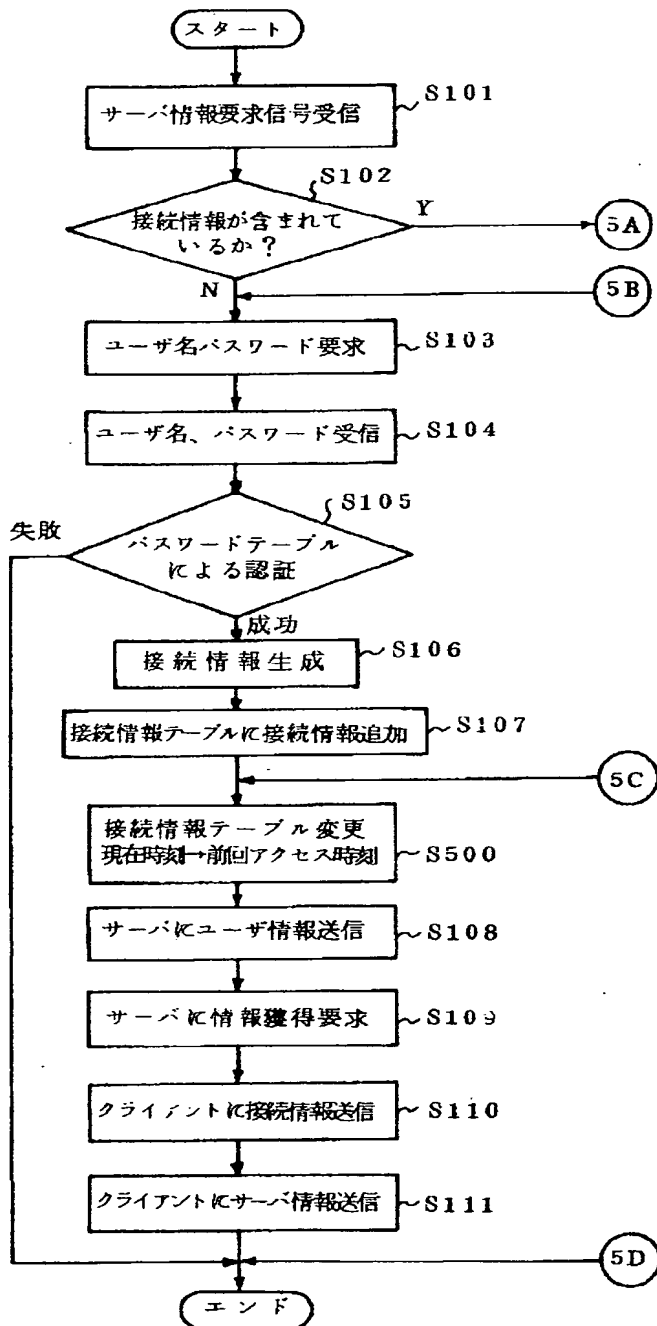 スタート
サーバ情報要求信号受信
S101
S102
接続情報が含まれて
いるか?
Y
5A
N
5B
ユーザ名パスワード要求
S103
ユーザ名、パスワード受信
S104
S105
失敗
パスワードテーブル
による認証
成功
接続情報生成
S106
接続情報テーブルに接続情報追加
S107
5C
接続情報テーブル変更
現在時刻→前回アクセス時刻
S500
サーバにユーザ情報送信
S108
サーバに情報獲得要求
S109
クライアントに接続情報送信
S110
クライアントにサーバ情報送信
S111
5D
エンド